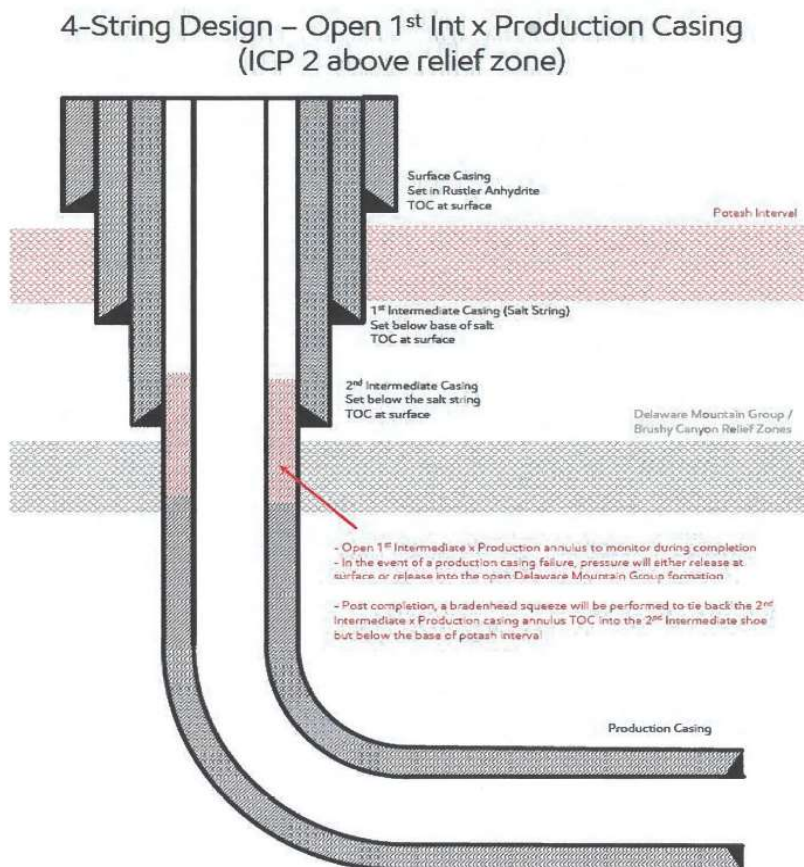 4-String Design – Open 1st Int x Production Casing
(ICP 2 above relief zone)
Surface Casing
Set in Rustler Anhydrite
TOC at surface
Potash Interval
1st Intermediate Casing (Salt String)
Set below base of salt
TOC at surface
2nd Intermediate Casing
Set below the salt string
TOC at surface
Delaware Mountain Group /
Brushy Canyon Relief Zones
- Open 1st Intermediate x Production annulus to monitor during completion
- In the event of a production casing failure, pressure will either release at
surface or release into the open Delaware Mountain Group formation
- Post completion, a bradenhead squeeze will be performed to tie back the 2nd
Intermediate x Production casing annulus TOC into the 2nd Intermediate shoe
but below the base of potash interval
Production Casing